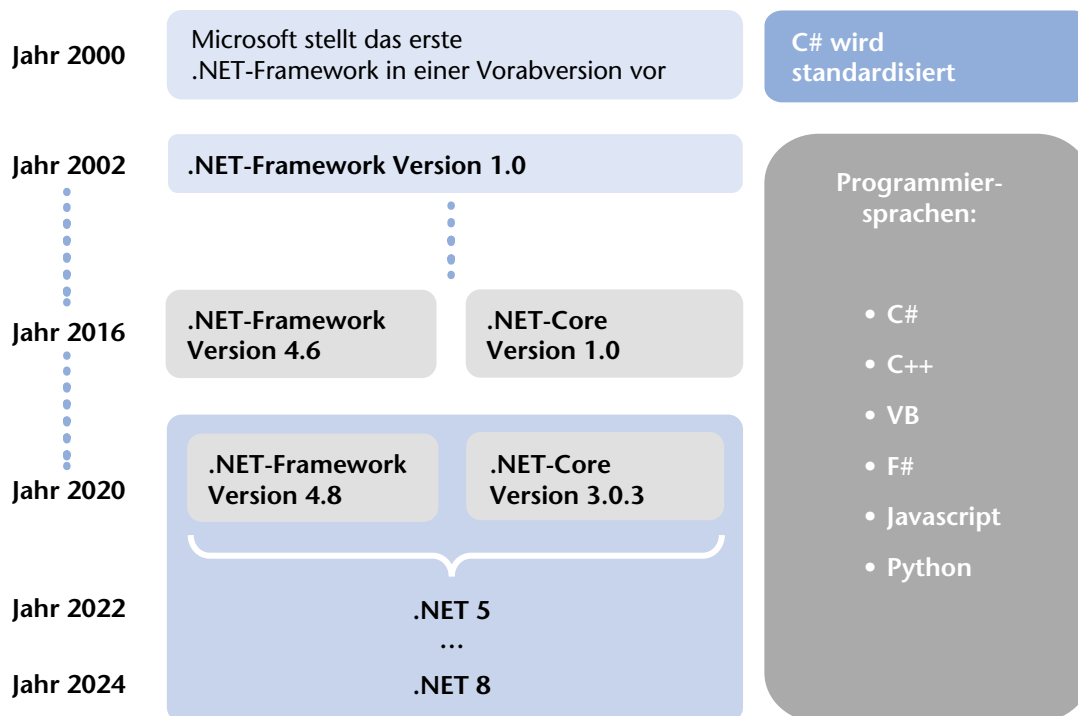 Jahr 2000
Microsoft stellt das erste
.NET-Framework in einer Vorabversion vor
C# wird
standardisiert
Jahr 2002
.NET-Framework Version 1.0
Jahr 2016
.NET-Framework
Version 4.6
.NET-Core
Version 1.0
Jahr 2020
.NET-Framework
Version 4.8
.NET-Core
Version 3.0.3
Jahr 2022
.NET 5
...
Jahr 2024
.NET 8
Programmier-
sprachen:
• C#
• C++
• VB
• F#
• Javascript
• Python